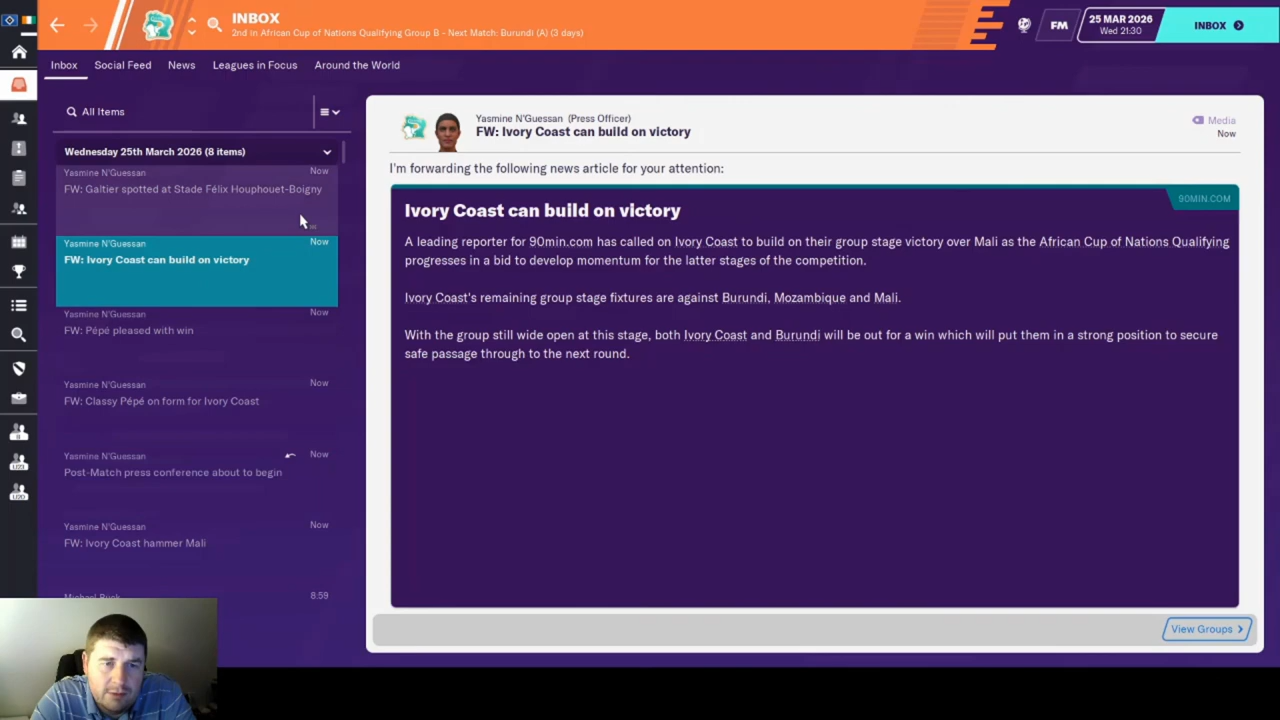 INBOX
2nd in African Cup of Nations Qualifying Group B - Next Match: Burundi (A) (3 days)
FM
25 MAR 2026
Wed 21:30
INBOX
Inbox
Social Feed
News
Leagues in Focus
Around the World
All Items
Wednesday 25th March 2026 (8 items)
Yasmine N'Guessan
Now
FW: Galtier spotted at Stade Félix Houphouet-Boigny
Yasmine N'Guessan
Now
FW: Ivory Coast can build on victory
Yasmine N'Guessan
Now
FW: Pépé pleased with win
Yasmine N'Guessan
Now
FW: Classy Pépé on form for Ivory Coast
Yasmine N'Guessan
Now
Post-Match press conference about to begin
Yasmine N'Guessan
Now
FW: Ivory Coast hammer Mali
8:59
Yasmine N'Guessan (Press Officer)
FW: Ivory Coast can build on victory
Media
Now
I'm forwarding the following news article for your attention:
Ivory Coast can build on victory
90MIN.COM
A leading reporter for 90min.com has called on Ivory Coast to build on their group stage victory over Mali as the African Cup of Nations Qualifying
progresses in a bid to develop momentum for the latter stages of the competition.
Ivory Coast's remaining group stage fixtures are against Burundi, Mozambique and Mali.
With the group still wide open at this stage, both Ivory Coast and Burundi will be out for a win which will put them in a strong position to secure
safe passage through to the next round.
View Groups